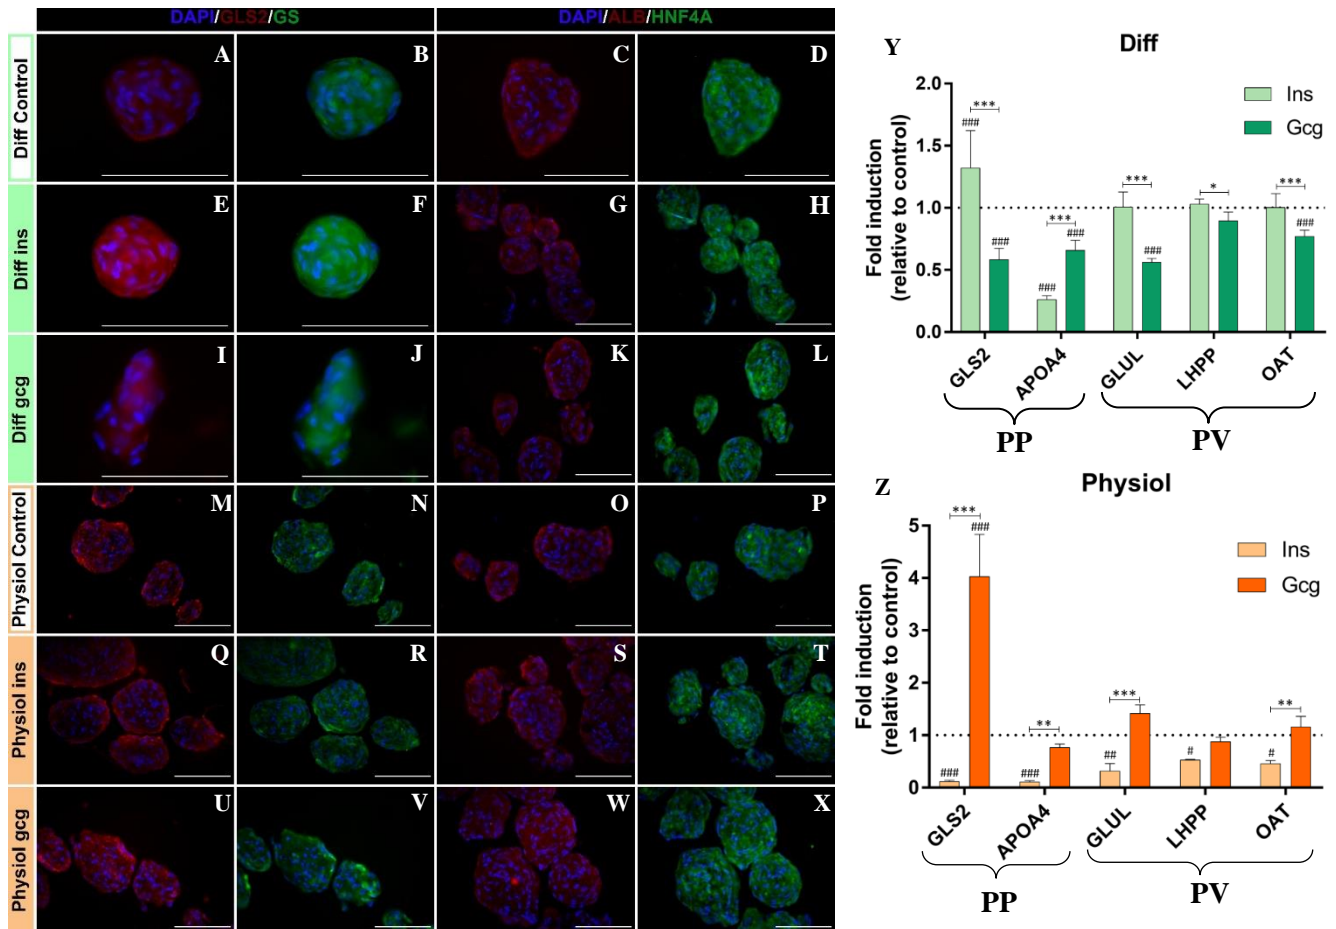 DAPI/GLS2/GS
DAPI/ALB/HNF4A
Diff Control
A
B
C
D
Diff ins
E
F
G
H
Diff gcg
I
J
K
L
Physiol Control
M
N
O
P
Physiol ins
Q
R
S
T
Physiol gcg
U
V
W
X
Y
Diff
Fold induction
(relative to control)
2.0
1.5
1.0
0.5
0.0
Ins
Gcg
***
###
###
***
###
###
***
###
*
***
###
GLS2
APOA4
GLUL
LHPP
OAT
PP
PV
Z
Physiol
Fold induction
(relative to control)
5
4
3
2
1
0
Ins
Gcg
***
###
###
**
###
***
##
#
**
#
GLS2
APOA4
GLUL
LHPP
OAT
PP
PV